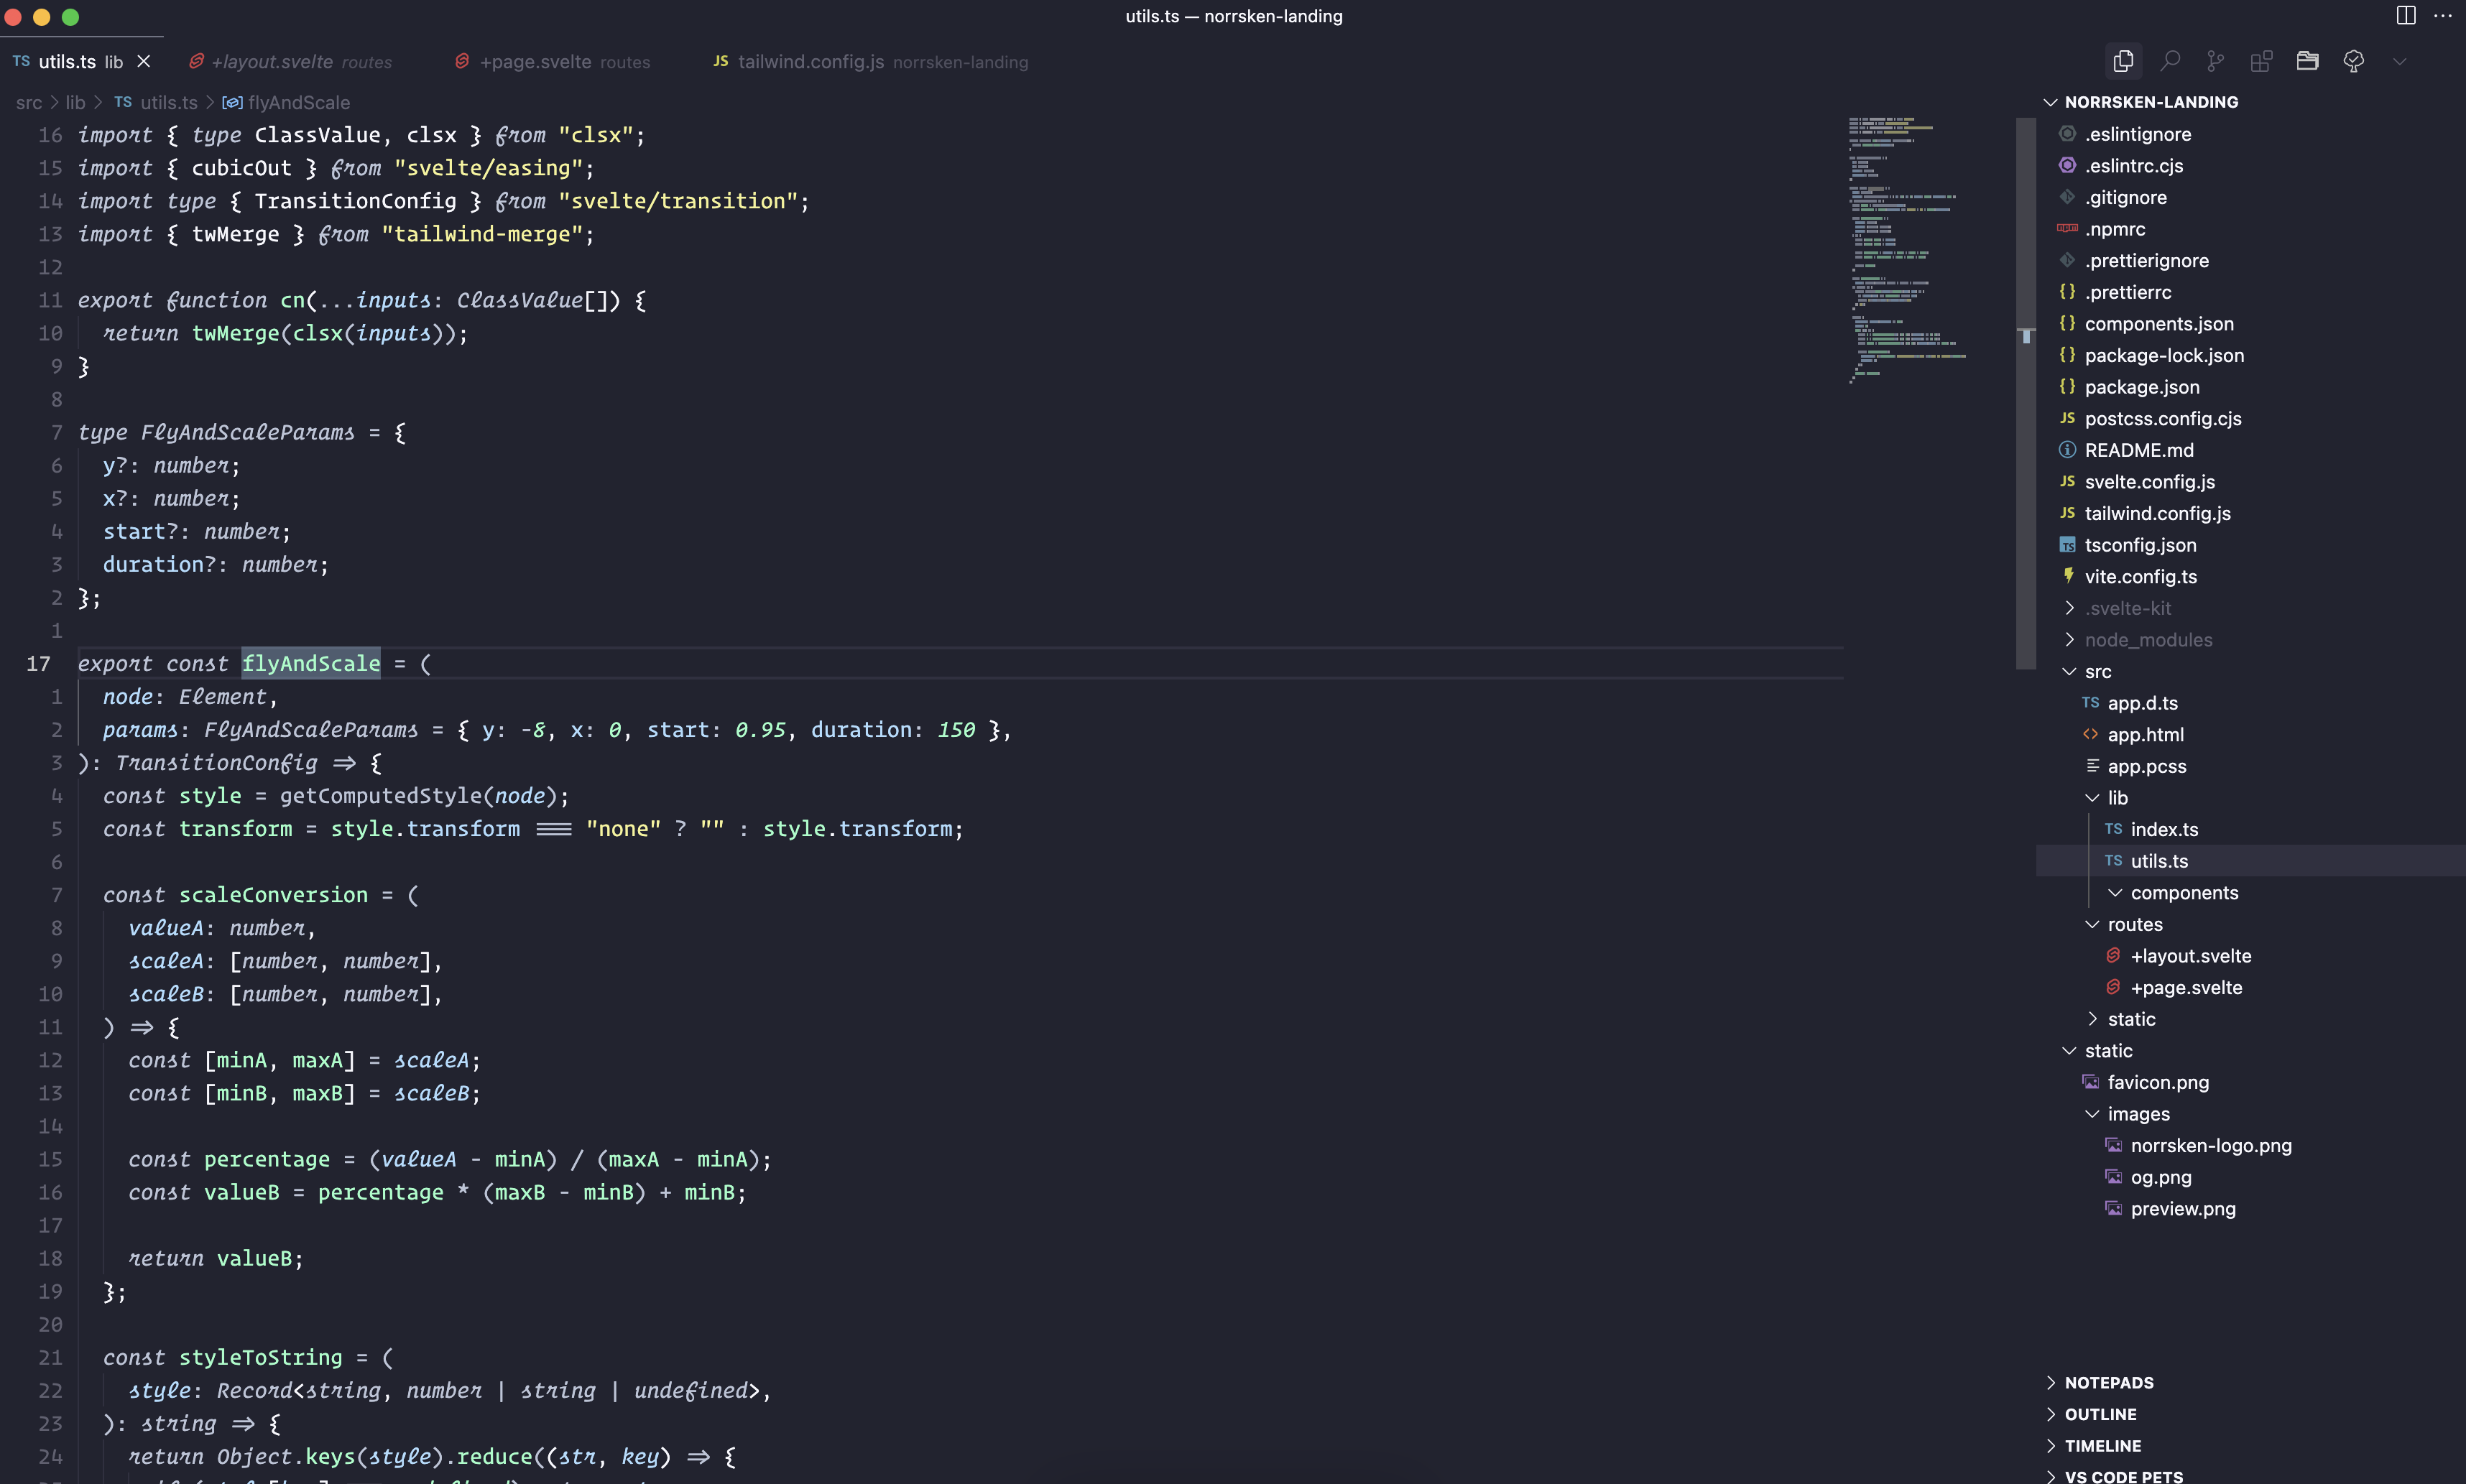 utils.ts — norrsken-landing
TS utils.ts lib
+layout.svelte routes
+page.svelte routes
JS tailwind.config.js norrsken-landing
src > lib > TS utils.ts > flyAndScale
16 import { type ClassValue, clsx } from "clsx";
15 import { cubicOut } from "svelte/easing";
14 import type { TransitionConfig } from "svelte/transition";
13 import { twMerge } from "tailwind-merge";
12
11 export function cn(...inputs: ClassValue[]) {
10 return twMerge(clsx(inputs));
9 }
8
7 type FlyAndScaleParams = {
6 y?: number;
5 x?: number;
4 start?: number;
3 duration?: number;
2 };
1
17 export const flyAndScale = (
1 node: Element,
2 params: FlyAndScaleParams = { y: -8, x: 0, start: 0.95, duration: 150 },
3 ): TransitionConfig => {
4 const style = getComputedStyle(node);
5 const transform = style.transform === "none" ? "" : style.transform;
6
7 const scaleConversion = (
8 valueA: number,
9 scaleA: [number, number],
10 scaleB: [number, number],
11 ) => {
12 const [minA, maxA] = scaleA;
13 const [minB, maxB] = scaleB;
14
15 const percentage = (valueA - minA) / (maxA - minA);
16 const valueB = percentage * (maxB - minB) + minB;
17
18 return valueB;
19 };
20
21 const styleToString = (
22 style: Record<string, number | string | undefined>,
23 ): string => {
24 return Object.keys(style).reduce((str, key) => {
NORRSKEN-LANDING
.eslintignore
.eslintrc.cjs
.gitignore
.npmrc
.prettierignore
{} .prettierrc
{} components.json
{} package-lock.json
{} package.json
JS postcss.config.cjs
README.md
JS svelte.config.js
JS tailwind.config.js
TS tsconfig.json
vite.config.ts
.svelte-kit
node_modules
src
TS app.d.ts
app.html
app.pcss
lib
TS index.ts
TS utils.ts
components
routes
+layout.svelte
+page.svelte
static
static
favicon.png
images
norrsken-logo.png
og.png
preview.png
NOTEPADS
OUTLINE
TIMELINE
VS CODE PETS